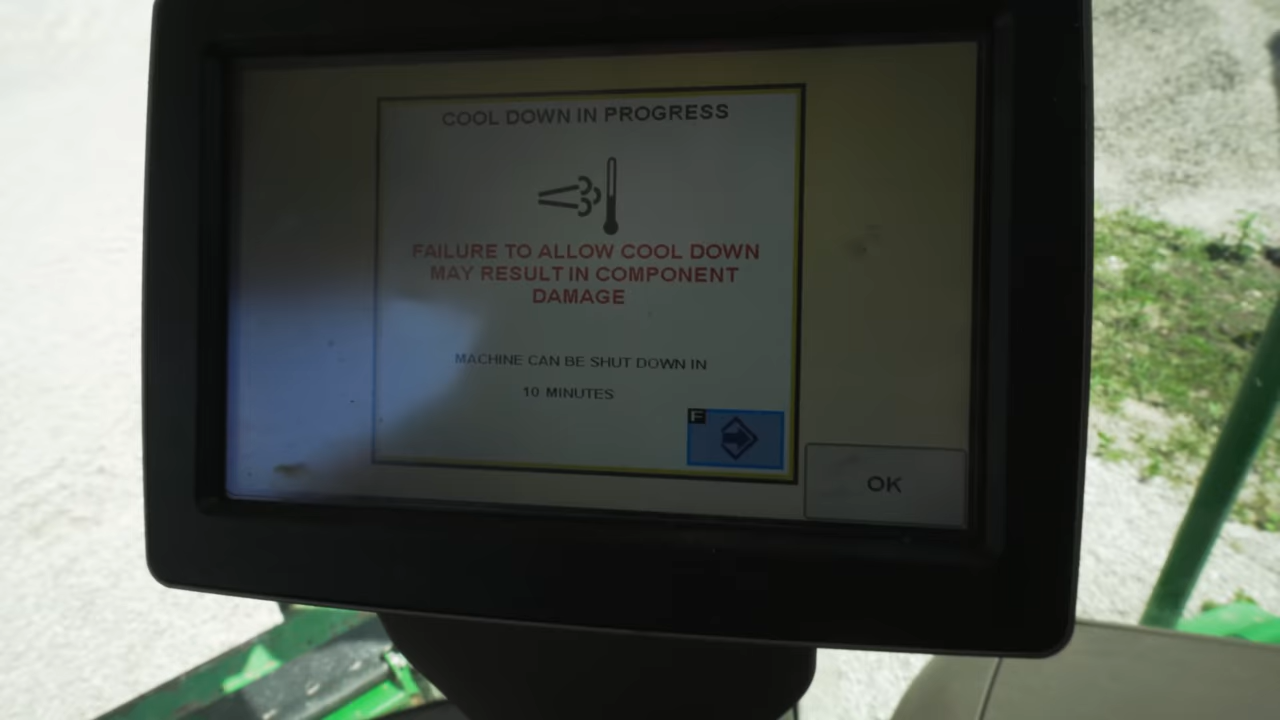 COOL DOWN IN PROGRESS
FAILURE TO ALLOW COOL DOWN
MAY RESULT IN COMPONENT
DAMAGE
MACHINE CAN BE SHUT DOWN IN
10 MINUTES
F
OK